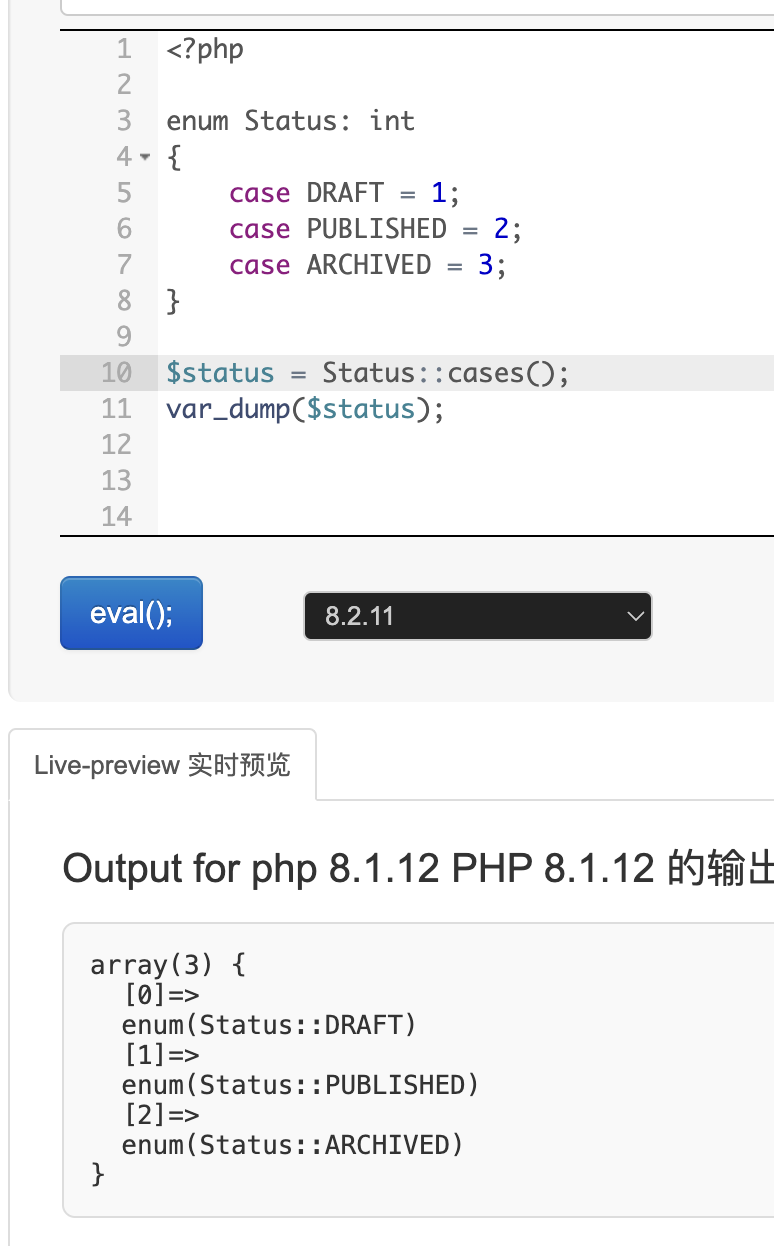 1 <?php
2
3 enum Status: int
4 {
5     case DRAFT = 1;
6     case PUBLISHED = 2;
7     case ARCHIVED = 3;
8 }
9
10 $status = Status::cases();
11 var_dump($status);
12
13
14
eval();
8.2.11
Live-preview 实时预览
Output for php 8.1.12 PHP 8.1.12 的输出
array(3) {
  [0]=>
  enum(Status::DRAFT)
  [1]=>
  enum(Status::PUBLISHED)
  [2]=>
  enum(Status::ARCHIVED)
}